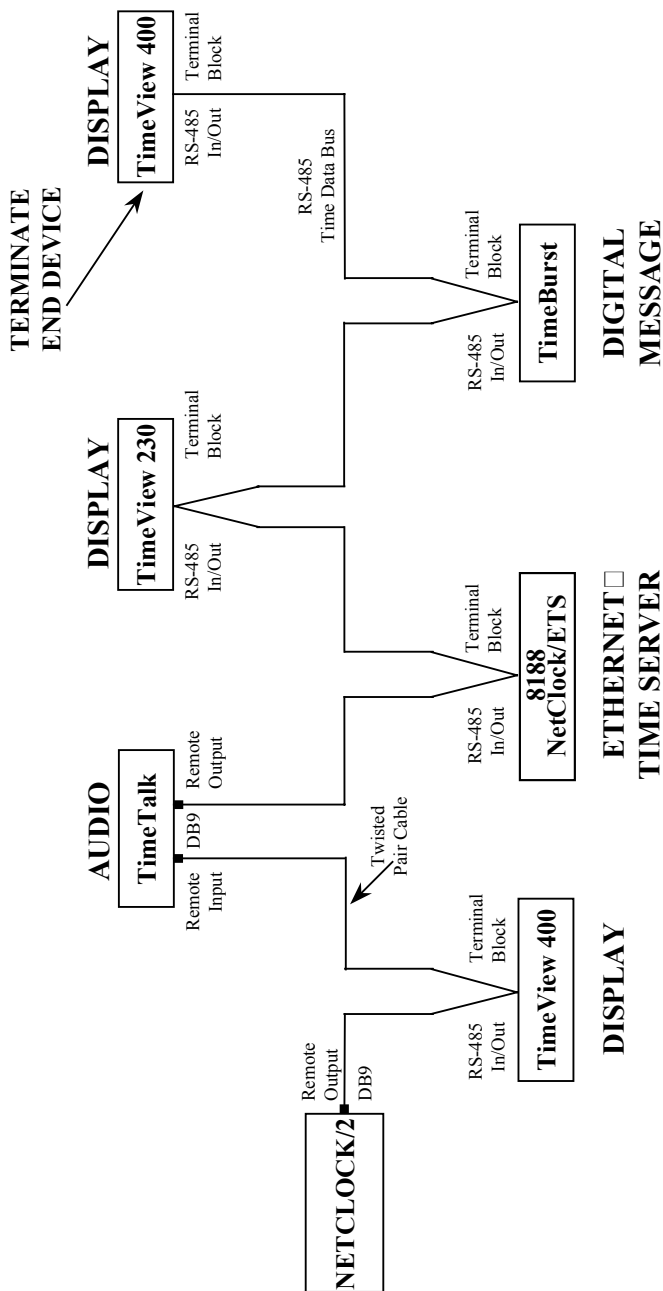 TERMINATE
END DEVICE
DISPLAY
TimeView 400
RS-485
In/Out
Terminal
Block
RS-485
Time Data Bus
DISPLAY
TimeView 230
RS-485
In/Out
Terminal
Block
RS-485
In/Out
Terminal
Block
TimeBurst
DIGITAL
MESSAGE
AUDIO
TimeTalk
Remote
Input
DB9
Remote
Output
RS-485
In/Out
Terminal
Block
8188
NetClock/ETS
ETHERNET□
TIME SERVER
Twisted
Pair Cable
NETCLOCK/2
Remote
Output
DB9
RS-485
In/Out
Terminal
Block
TimeView 400
DISPLAY